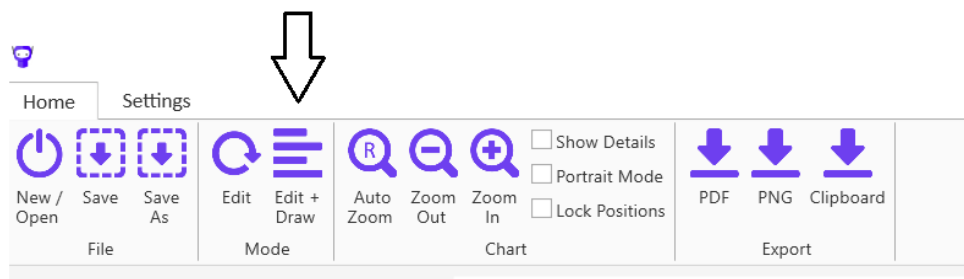 Home Settings
R
Show Details
Portrait Mode
Lock Positions
New / Open
Save
Save As
Edit
Edit + Draw
Auto Zoom
Zoom Out
Zoom In
PDF
PNG
Clipboard
File
Mode
Chart
Export